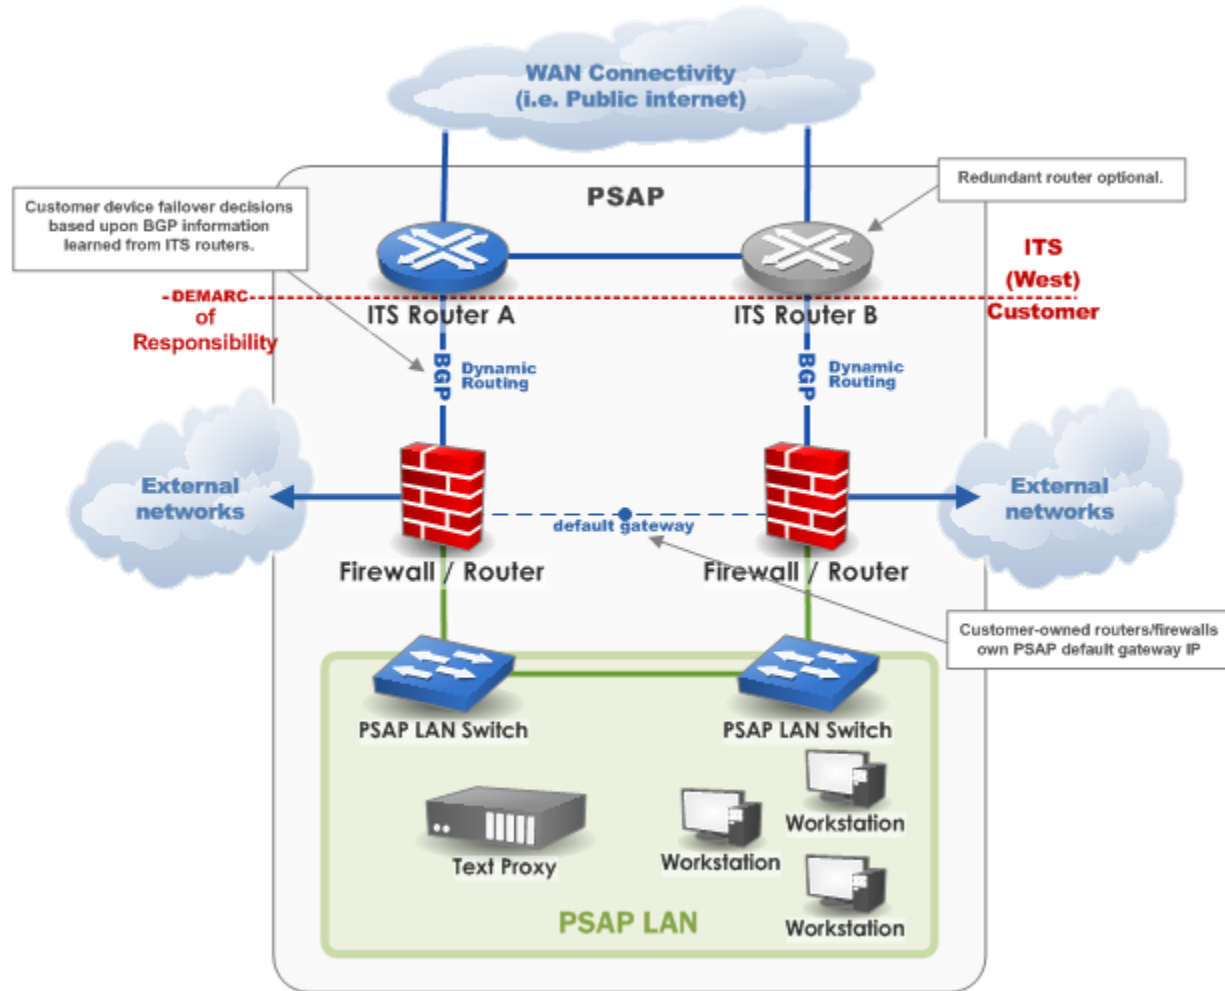 WAN Connectivity
(i.e. Public internet)
PSAP
Redundant router optional.
Customer device failover decisions
based upon BGP information
learned from ITS routers.
ITS
(West)
DEMARC
of
Responsibility
Customer
ITS Router A
ITS Router B
BGP
Dynamic
Routing
BGP
Dynamic
Routing
External
networks
External
networks
default gateway
Firewall / Router
Firewall / Router
Customer-owned routers/firewalls
own PSAP default gateway IP
PSAP LAN Switch
PSAP LAN Switch
Workstation
Text Proxy
Workstation
Workstation
PSAP LAN